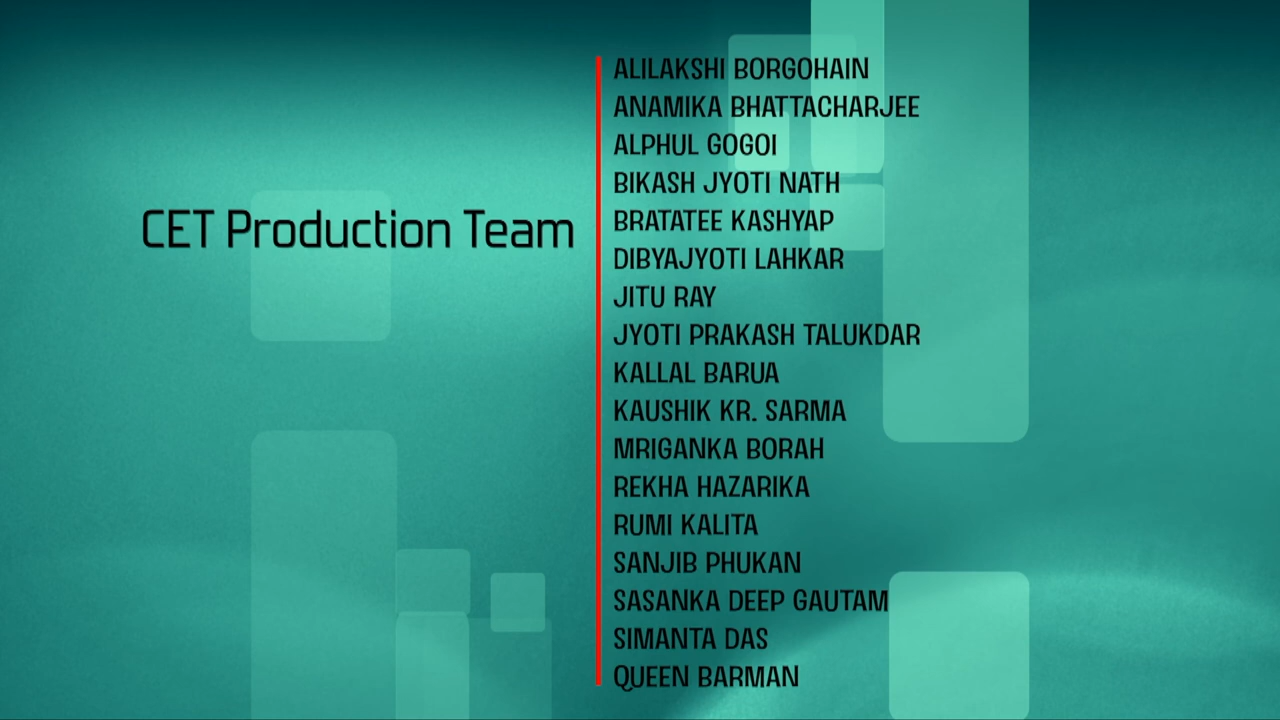 CET Production Team
ALILAKSHI BORGOHAIN
ANAMIKA BHATTACHARJEE
ALPHUL GOGOI
BIKASH JYOTI NATH
BRATATEE KASHYAP
DIBYAJYOTI LAHKAR
JITU RAY
JYOTI PRAKASH TALUKDAR
KALLAL BARUA
KAUSHIK KR. SARMA
MRIGANKA BORAH
REKHA HAZARIKA
RUMI KALITA
SANJIB PHUKAN
SASANKA DEEP GAUTAM
SIMANTA DAS
QUEEN BARMAN